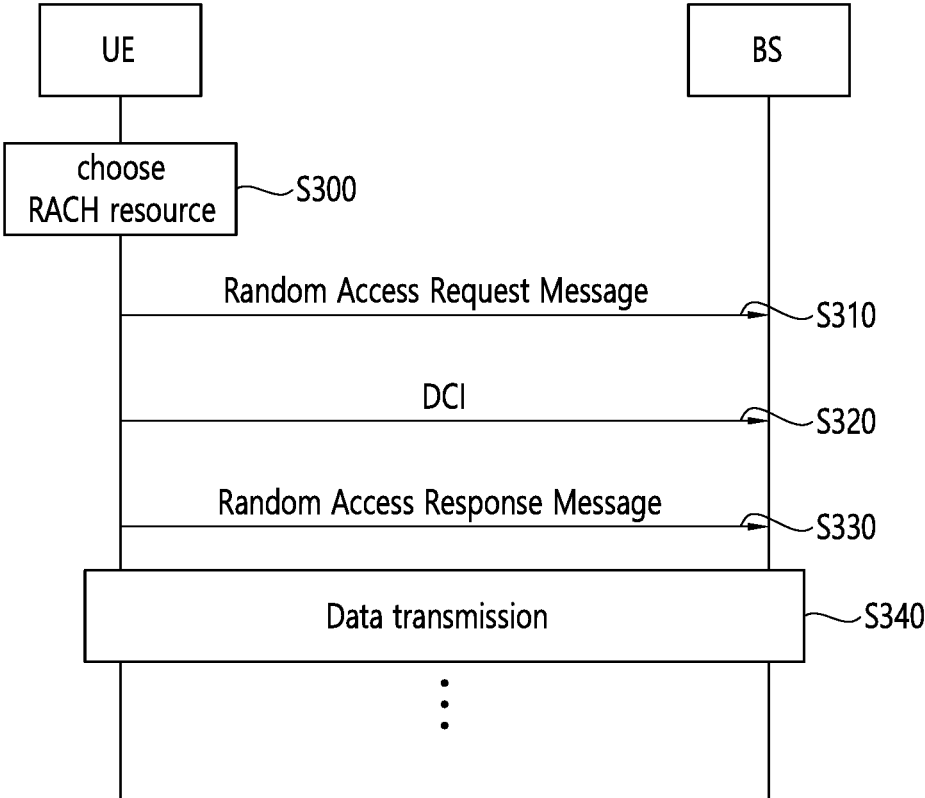 UE
BS
choose
RACH resource
S300
Random Access Request Message
S310
DCI
S320
Random Access Response Message
S330
Data transmission
S340